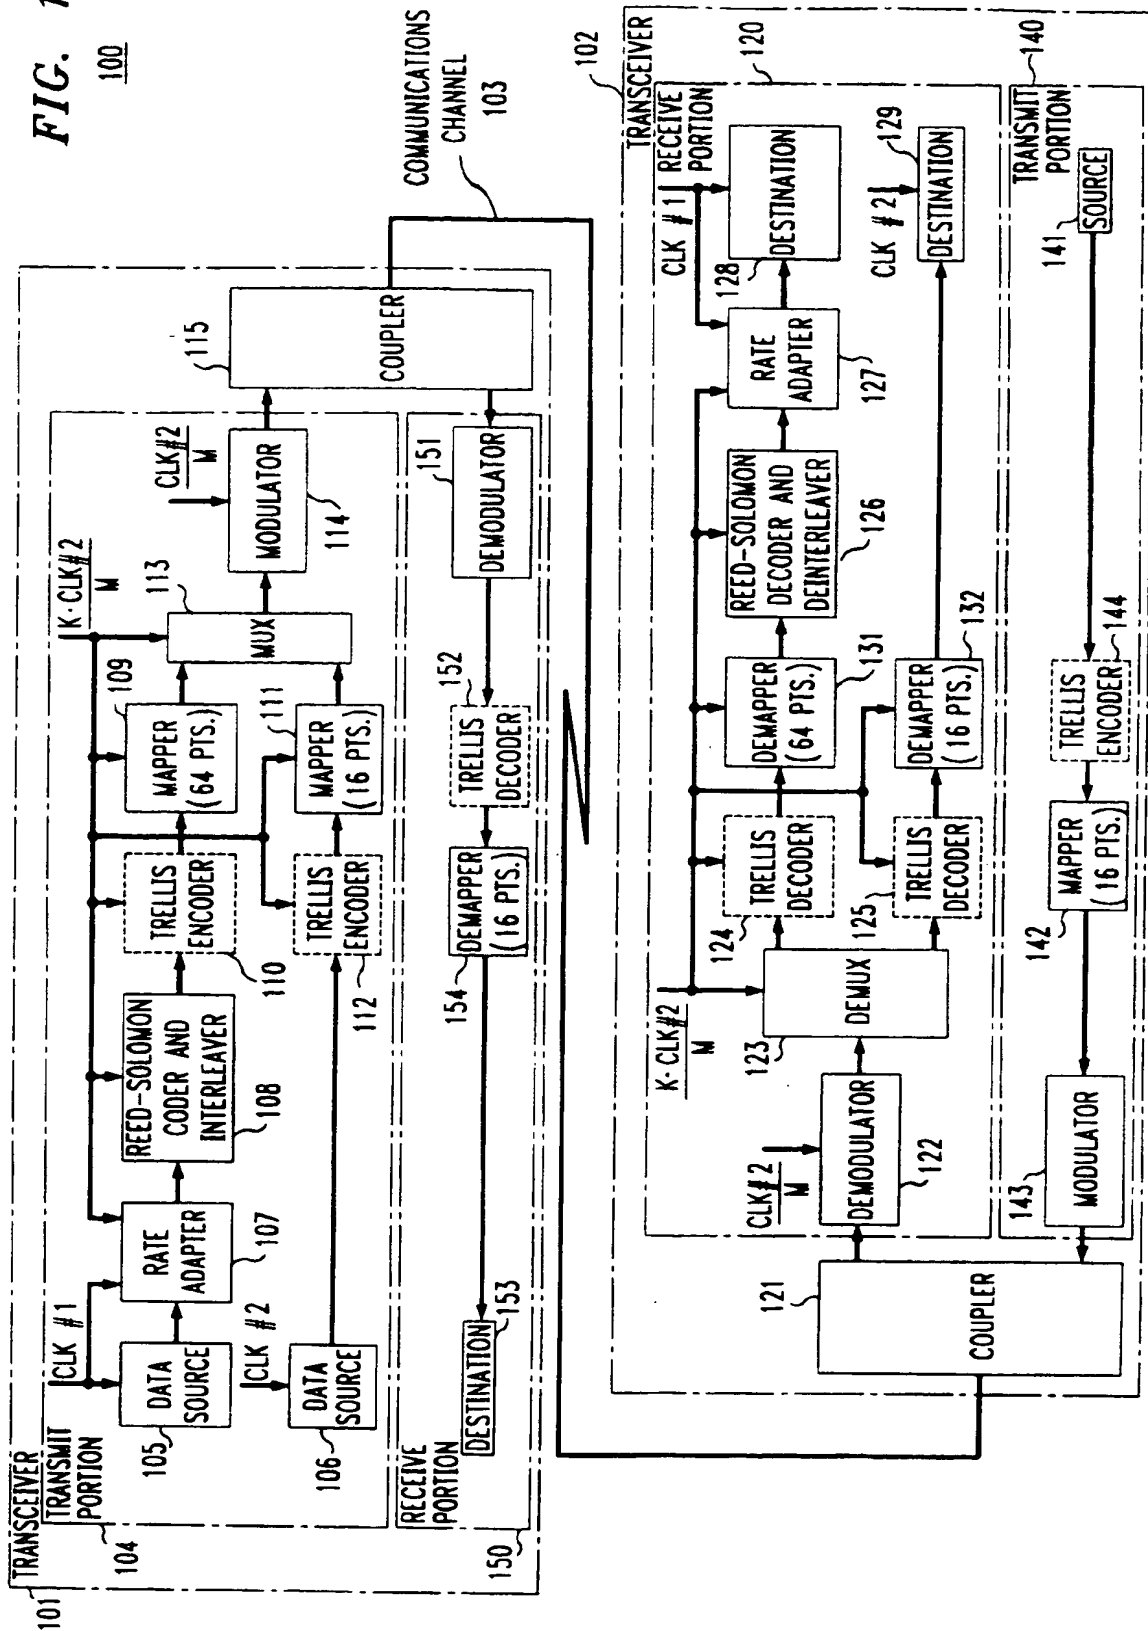 FIG. 1
100
TRANSCEIVER
101
TRANSMIT
PORTION
104
CLK #1
DATA
SOURCE
105
RATE
ADAPTER
107
REED-SOLOMON
CODER AND
INTERLEAVER
108
TRELLIS
ENCODER
110
MAPPER
(64 PTS.)
109
K·CLK#2
M
MUX
113
CLK#2
M
MODULATOR
114
COUPLER
115
CLK #2
DATA
SOURCE
106
TRELLIS
ENCODER
112
MAPPER
(16 PTS.)
111
RECEIVE
PORTION
150
DESTINATION
153
DEMAPPER
(16 PTS.)
154
TRELLIS
DECODER
152
DEMODULATOR
151
COMMUNICATIONS
CHANNEL
103
TRANSCEIVER
102
RECEIVE
PORTION
120
COUPLER
121
CLK#2
M
DEMODULATOR
122
K·CLK#2
M
DEMUX
123
TRELLIS
DECODER
124
DEMAPPER
(64 PTS.)
131
REED-SOLOMON
DECODER AND
DEINTERLEAVER
126
RATE
ADAPTER
127
CLK #1
DESTINATION
128
TRELLIS
DECODER
125
DEMAPPER
(16 PTS.)
132
CLK #2
DESTINATION
129
TRANSMIT
PORTION
140
MODULATOR
143
MAPPER
(16 PTS.)
142
TRELLIS
ENCODER
144
SOURCE
141